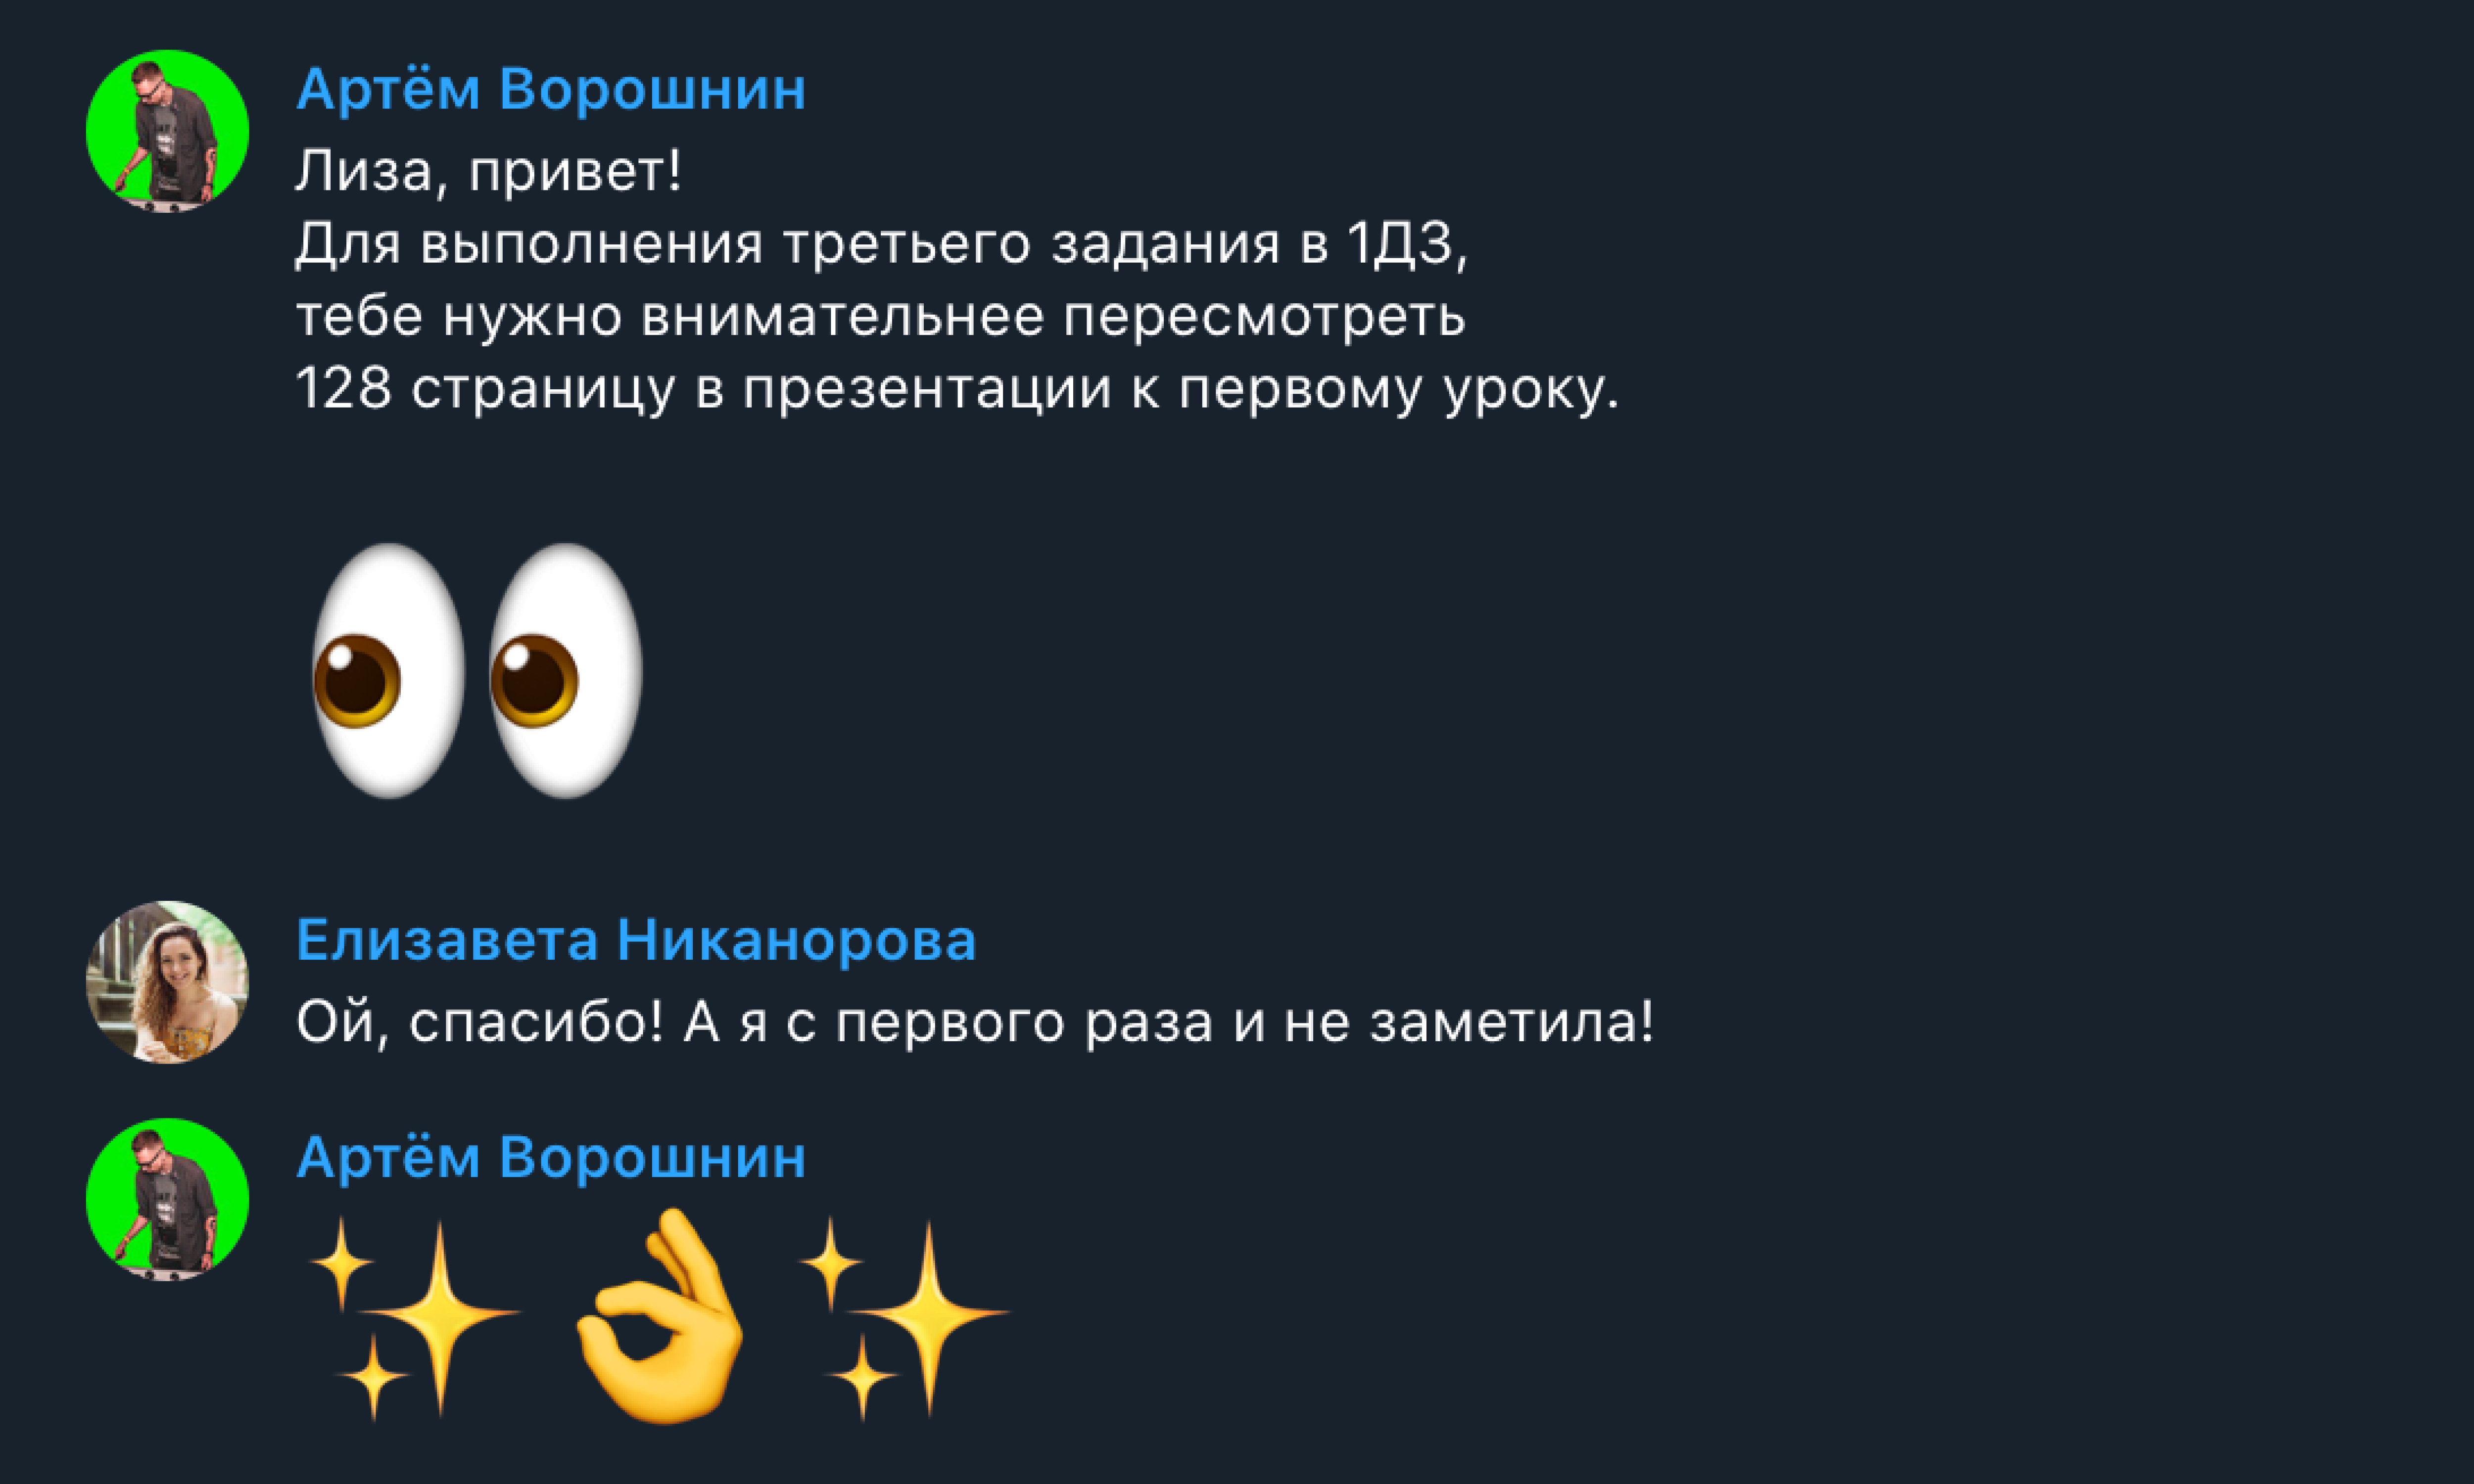 Артём Ворошнин
Лиза, привет!
Для выполнения третьего задания в 1ДЗ,
тебе нужно внимательнее пересмотреть
128 страницу в презентации к первому уроку.
👀
Елизавета Никанорова
Ой, спасибо! А я с первого раза и не заметила!
Артём Ворошнин
✨👌✨